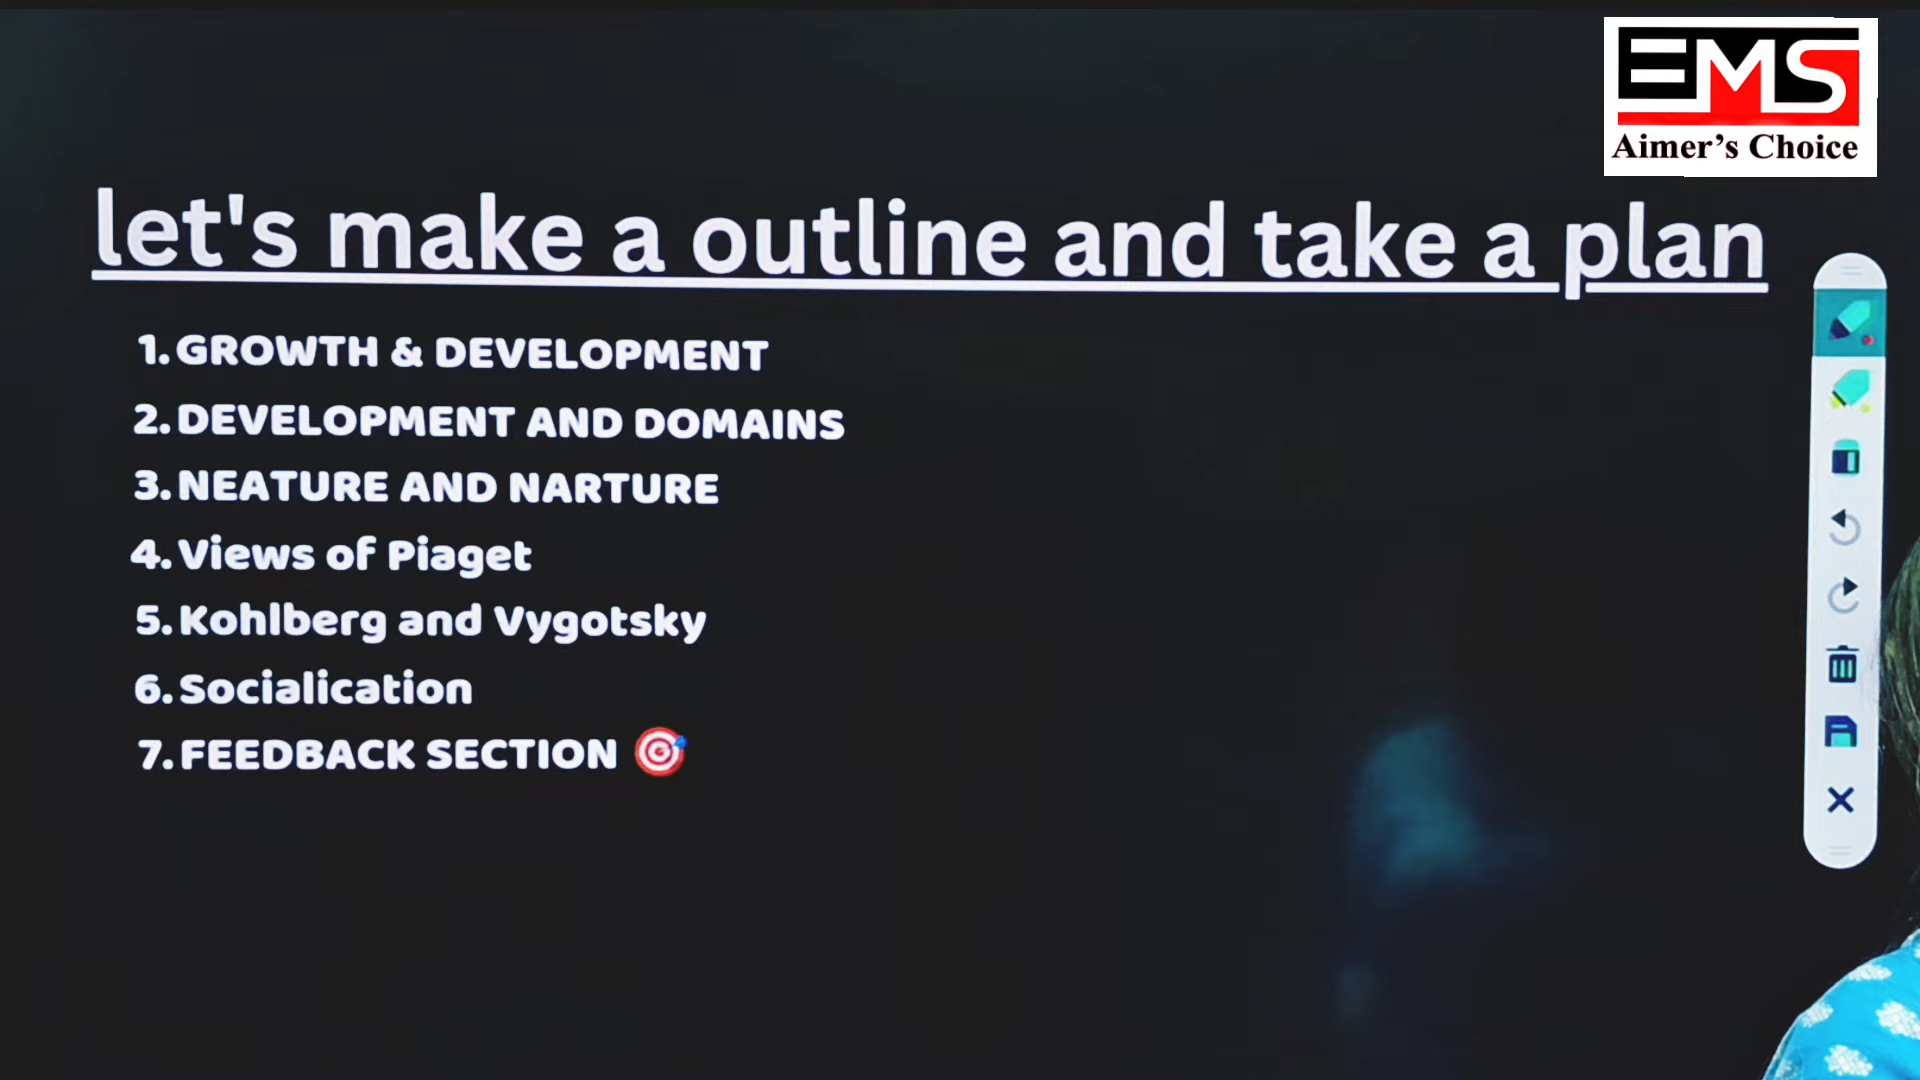 EMS
Aimer's Choice
let's make a outline and take a plan
1. GROWTH & DEVELOPMENT
2. DEVELOPMENT AND DOMAINS
3. NEATURE AND NARTURE
4. Views of Piaget
5. Kohlberg and Vygotsky
6. Socialication
7. FEEDBACK SECTION 🎯